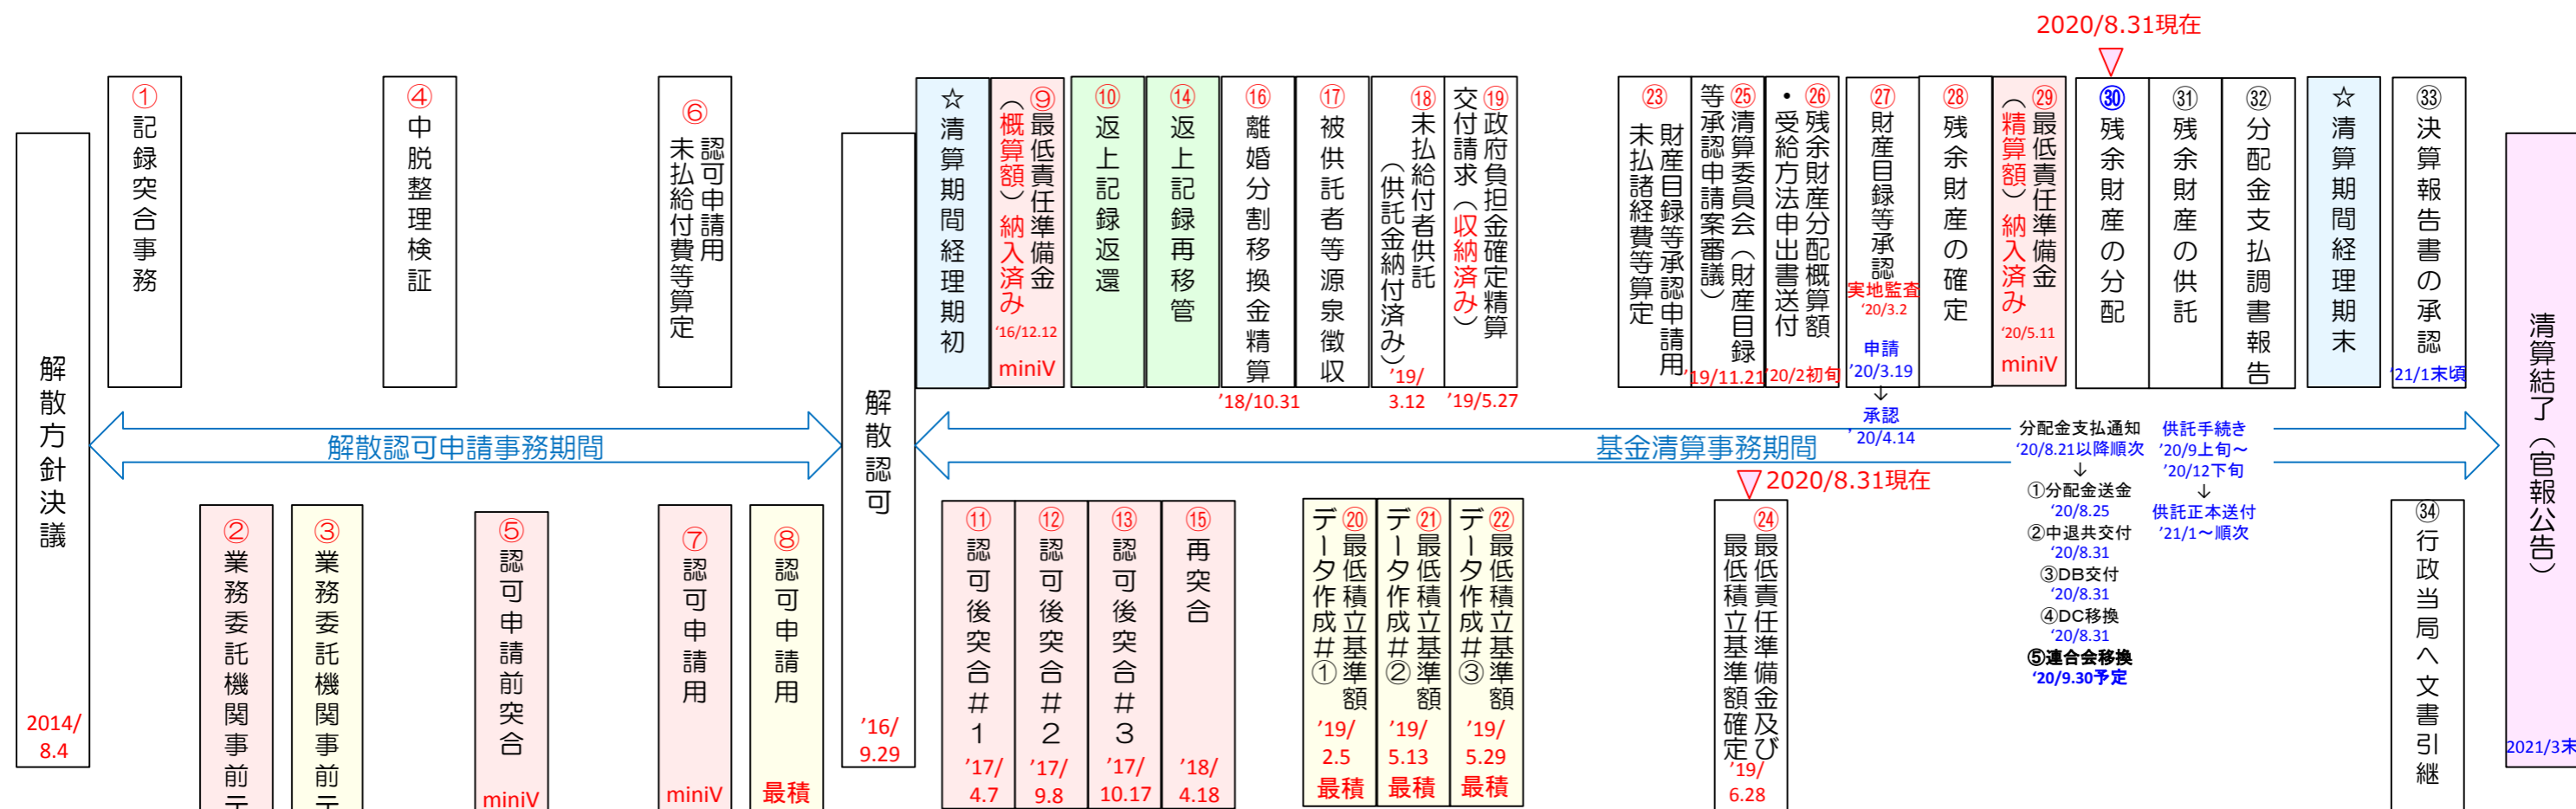 2020/8.31現在
①記録突合事務
④中脱整理検証
⑥認可申請用
未払給付費等算定
☆清算期間経理期初
⑨最低責任準備金
（概算額）納入済み
‘16/12.12
miniV
⑩返上記録返還
⑭返上記録再移管
⑯離婚分割移換金精算
’18/10.31
⑰被供託者等源泉徴収
⑱未払給付者供託
（供託金納付済み）
’19/
3.12
⑲政府負担金確定精算
交付請求（収納済み）
’19/5.27
㉓財産目録等承認申請用
未払諸経費等算定
㉕清算委員会（財産目録
等承認申請案審議）
’19/11.21
㉖残余財産分配概算額
・受給方法申出書送付
’20/2初旬
㉗財産目録等承認
実地監査
‘20/3.2
申請
’20/3.19
↓
承認
’20/4.14
㉘残余財産の確定
㉙最低責任準備金
（精算額）納入済み
‘20/5.11
miniV
㉚残余財産の分配
㉛残余財産の供託
㉜分配金支払調書報告
☆清算期間経理期末
㉝決算報告書の承認
’21/1末頃
解散方針決議
2014/
8.4
解散認可申請事務期間
解散認可
’16/
9.29
基金清算事務期間
清算結了（官報公告）
2021/3末
分配金支払通知
‘20/8.21以降順次
↓
①分配金送金
‘20/8.25
②中退共交付
‘20/8.31
③DB交付
‘20/8.31
④DC移換
‘20/8.31
⑤連合会移換
‘20/9.30予定
供託手続き
’20/9上旬～
’20/12下旬
↓
供託正本送付
’21/1～順次
2020/8.31現在
②業務委託機関事前
③業務委託機関事前
⑤認可申請前突合
miniV
⑦認可申請用
miniV
⑧認可申請用
最積
⑪認可後突合＃１
’17/
4.7
⑫認可後突合＃２
’17/
9.8
⑬認可後突合＃３
’17/
10.17
⑮再突合
’18/
4.18
⑳最低積立基準額
データ作成＃①
’19/
2.5
最積
㉑最低積立基準額
データ作成＃②
’19/
5.13
最積
㉒最低積立基準額
データ作成＃③
’19/
5.29
最積
㉔最低責任準備金及び
最低積立基準額確定
’19/
6.28
㉞行政当局へ文書引継